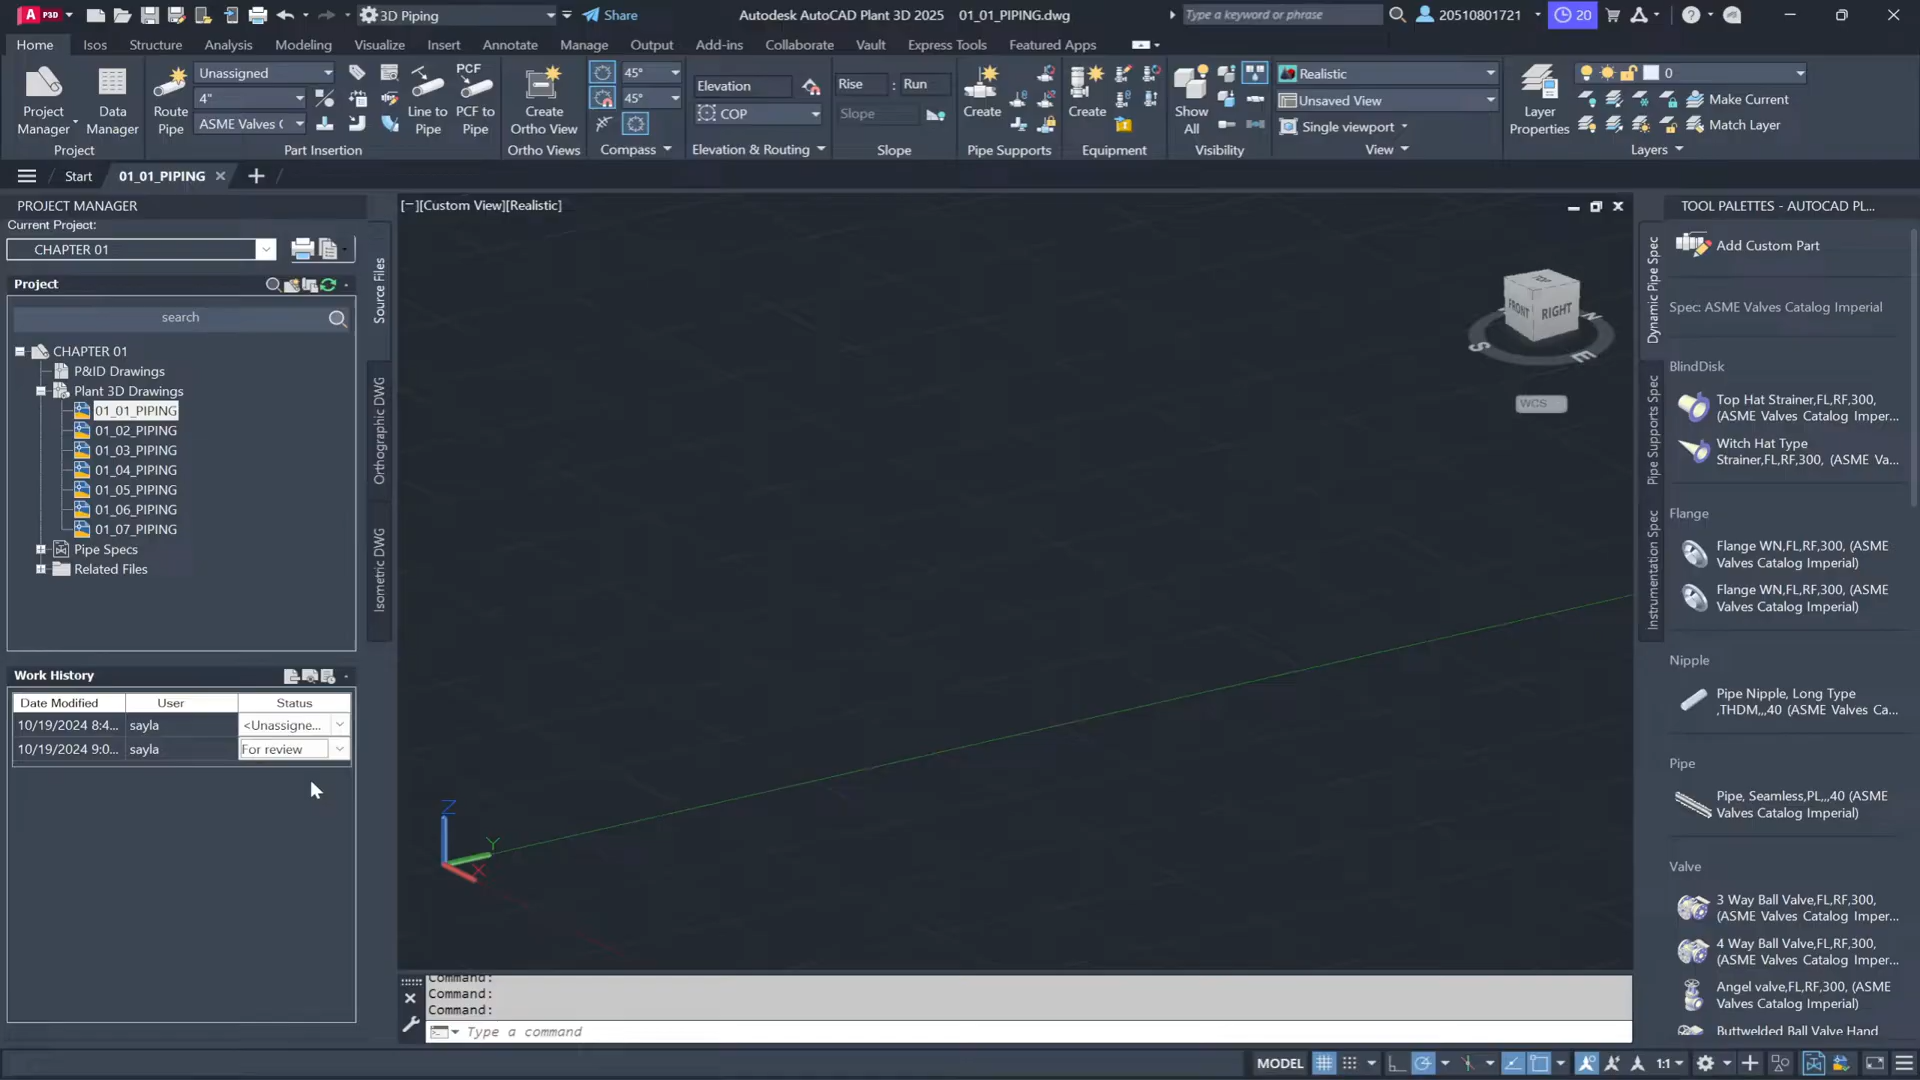 A P3D
3D Piping
Share
Autodesk AutoCAD Plant 3D 2025 01_01_PIPING.dwg
Type a keyword or phrase
20510801721
20
Home Isos Structure Analysis Modeling Visualize Insert Annotate Manage Output Add-ins Collaborate Vault Express Tools Featured Apps
Project Manager
Data Manager
Project
Route Pipe
Unassigned
4"
ASME Valves C
Line to Pipe
PCF
PCF to Pipe
Part Insertion
Create Ortho View
Ortho Views
45°
45°
Compass
Elevation
COP
Elevation & Routing
Rise : Run
Slope
Slope
Create
Pipe Supports
Create
Equipment
Show All
Visibility
Realistic
Unsaved View
Single viewport
View
Layer Properties
0
Make Current
Match Layer
Layers
Start
01_01_PIPING
PROJECT MANAGER
Current Project:
CHAPTER 01
Project
search
CHAPTER 01
P&ID Drawings
Plant 3D Drawings
01_01_PIPING
01_02_PIPING
01_03_PIPING
01_04_PIPING
01_05_PIPING
01_06_PIPING
01_07_PIPING
Pipe Specs
Related Files
Source Files
Orthographic DWG
Isometric DWG
Work History
Date Modified User Status
10/19/2024 8:4... sayla <Unassigne...
10/19/2024 9:0... sayla For review
[−][Custom View][Realistic]
TOP
FRONT RIGHT
N
S
E
WCS
Z
Y
X
Command:
Command:
Command:
Type a command
TOOL PALETTES - AUTOCAD PL...
Dynamic Pipe Spec
Pipe Supports Spec
Instrumentation Spec
Add Custom Part
Spec: ASME Valves Catalog Imperial
BlindDisk
Top Hat Strainer,FL,RF,300,
(ASME Valves Catalog Imper...
Witch Hat Type
Strainer,FL,RF,300, (ASME Va...
Flange
Flange WN,FL,RF,300, (ASME
Valves Catalog Imperial)
Flange WN,FL,RF,300, (ASME
Valves Catalog Imperial)
Nipple
Pipe Nipple, Long Type
,THDM,,,40 (ASME Valves Ca...
Pipe
Pipe, Seamless,PL,,,40 (ASME
Valves Catalog Imperial)
Valve
3 Way Ball Valve,FL,RF,300,
(ASME Valves Catalog Imper...
4 Way Ball Valve,FL,RF,300,
(ASME Valves Catalog Imper...
Angel valve,FL,RF,300, (ASME
Valves Catalog Imperial)
Buttwelded Ball Valve Hand
MODEL
1:1